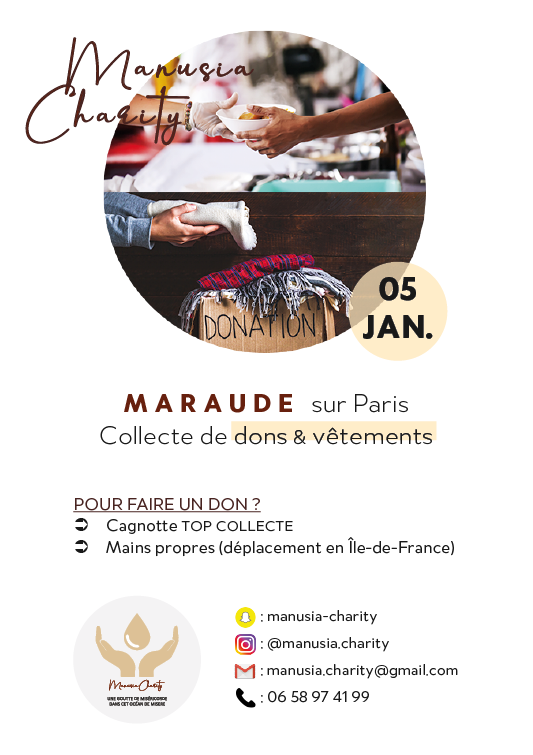 Manusia
Charity
DONATION
05
JAN.
MARAUDE sur Paris
Collecte de dons & vêtements
POUR FAIRE UN DON ?
➲ Cagnotte TOP COLLECTE
➲ Mains propres (déplacement en Île-de-France)
: manusia-charity
: @manusia.charity
: manusia.charity@gmail.com
: 06 58 97 41 99
Manusia Charity
UNE GOUTTE DE MISÉRICORDE
DANS CET OCÉAN DE MISERE